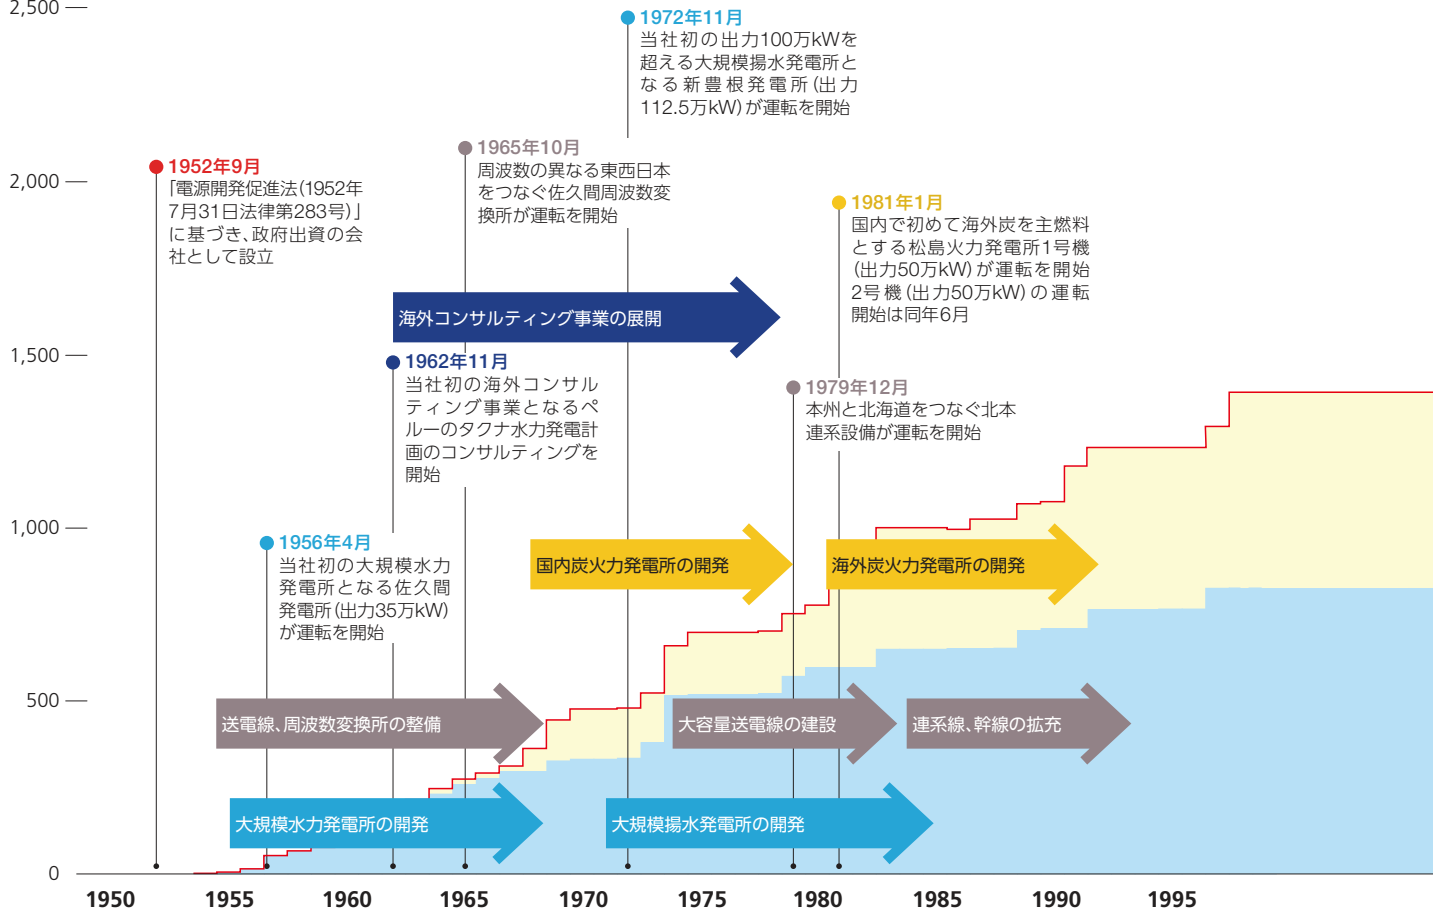 2,500
2,000
1,500
1,000
500
0
1972年11月
当社初の出力100万kWを
超える大規模揚水発電所と
なる新豊根発電所（出力
112.5万kW）が運転を開始
1965年10月
周波数の異なる東西日本
をつなぐ佐久間周波数変
換所が運転を開始
1952年9月
「電源開発促進法（1952年
7月31日法律第283号）」
に基づき、政府出資の会
社として設立
1981年1月
国内で初めて海外炭を主燃料
とする松島火力発電所1号機
（出力50万kW）が運転を開始
2号機（出力50万kW）の運転
開始は同年6月
海外コンサルティング事業の展開
1962年11月
当社初の海外コンサル
ティング事業となるペ
ルーのタクナ水力発電計
画のコンサルティングを
開始
1979年12月
本州と北海道をつなぐ北本
連系設備が運転を開始
1956年4月
当社初の大規模水力
発電所となる佐久間
発電所（出力35万kW）
が運転を開始
国内炭火力発電所の開発
海外炭火力発電所の開発
送電線、周波数変換所の整備
大容量送電線の建設
連系線、幹線の拡充
大規模水力発電所の開発
大規模揚水発電所の開発
1950 1955 1960 1965 1970 1975 1980 1985 1990 1995